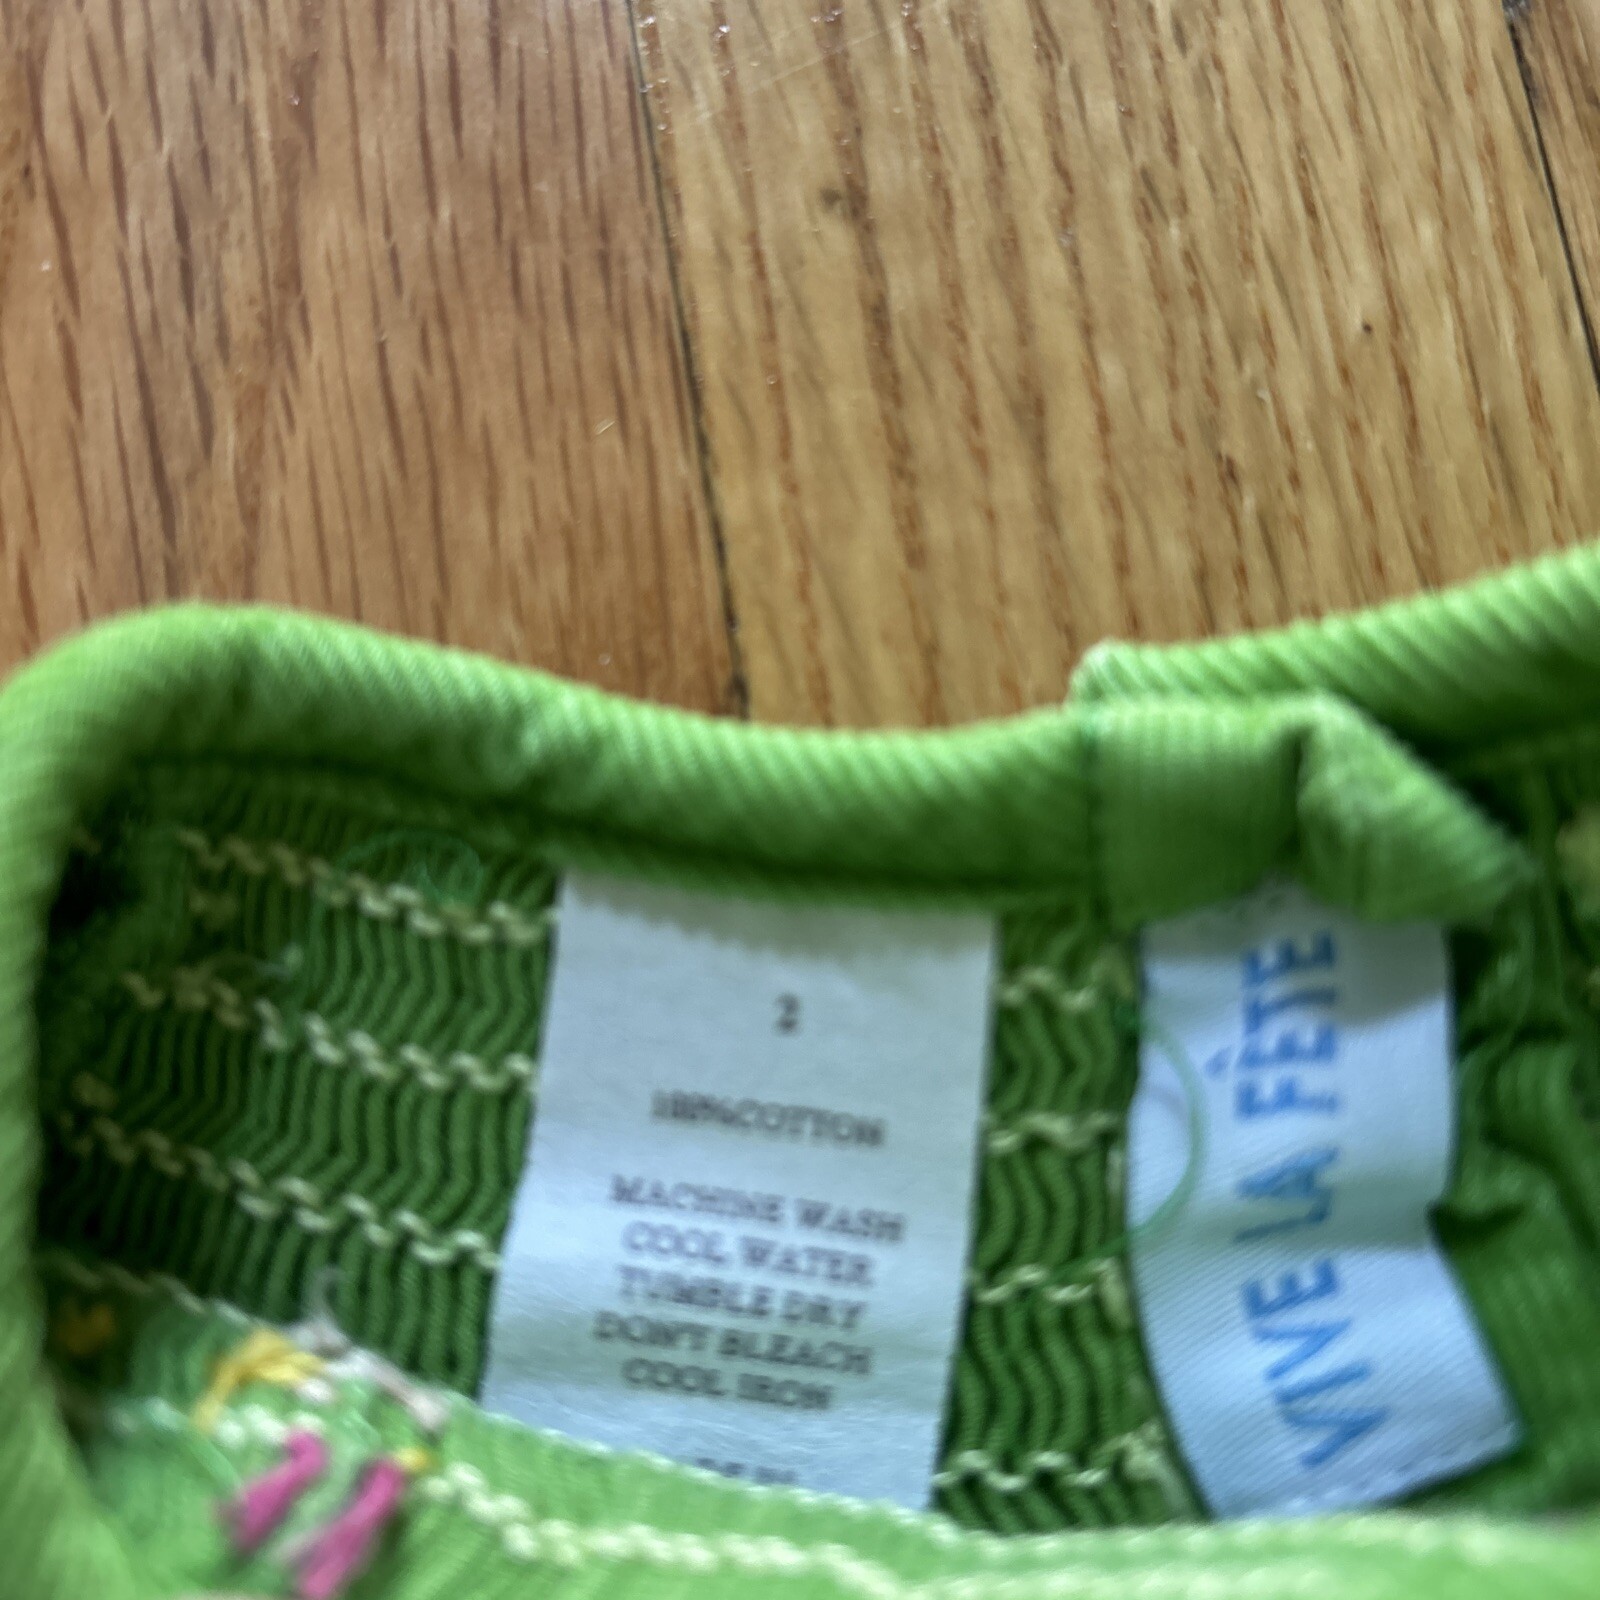 2
100%COTTON
MACHINE WASH
COOL WATER
TUMBLE DRY
DON'T BLEACH
COOL IRON
VIVE LA FÊTE